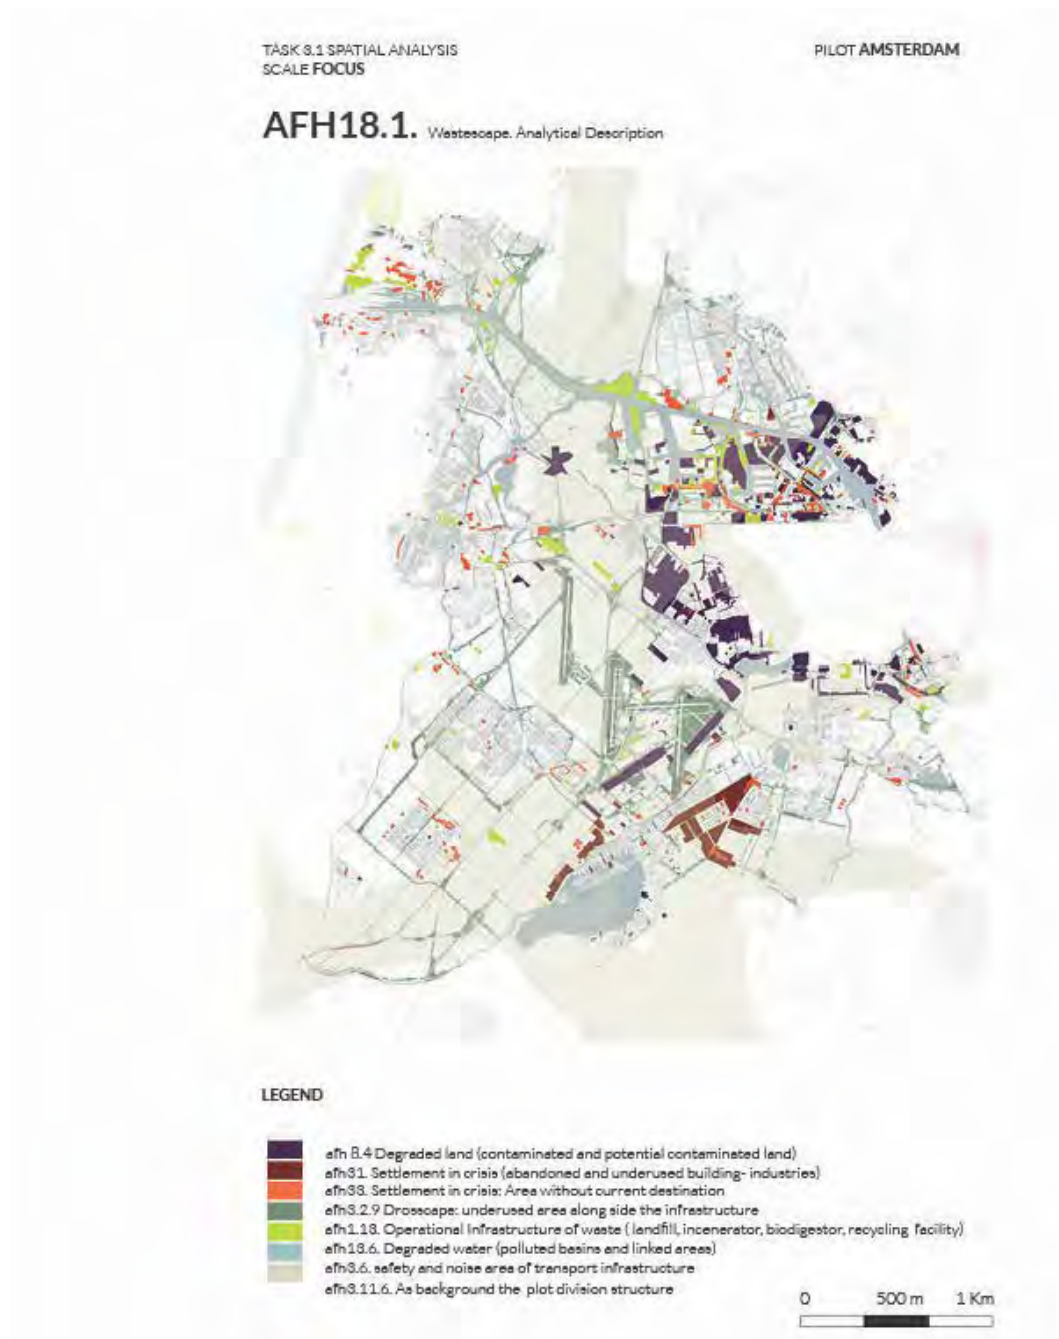 TASK 3.1 SPATIAL ANALYSIS
SCALE FOCUS
PILOT AMSTERDAM
AFH18.1. Wastescape. Analytical Description
LEGEND
afh 8.4 Degraded land (contaminated and potential contaminated land)
afh31. Settlement in crisis (abandoned and underused building- industries)
afh33. Settlement in crisis: Area without current destination
afh3.2.9 Drosscape: underused area along side the infrastructure
afh1.13. Operational Infrastructure of waste ( landfill, incenerator, biodigestor, recycling facility)
afh13.6. Degraded water (polluted basins and linked areas)
afh3.6. safety and noise area of transport infrastructure
afh3.11.6. As background the plot division structure
0 500 m 1 Km